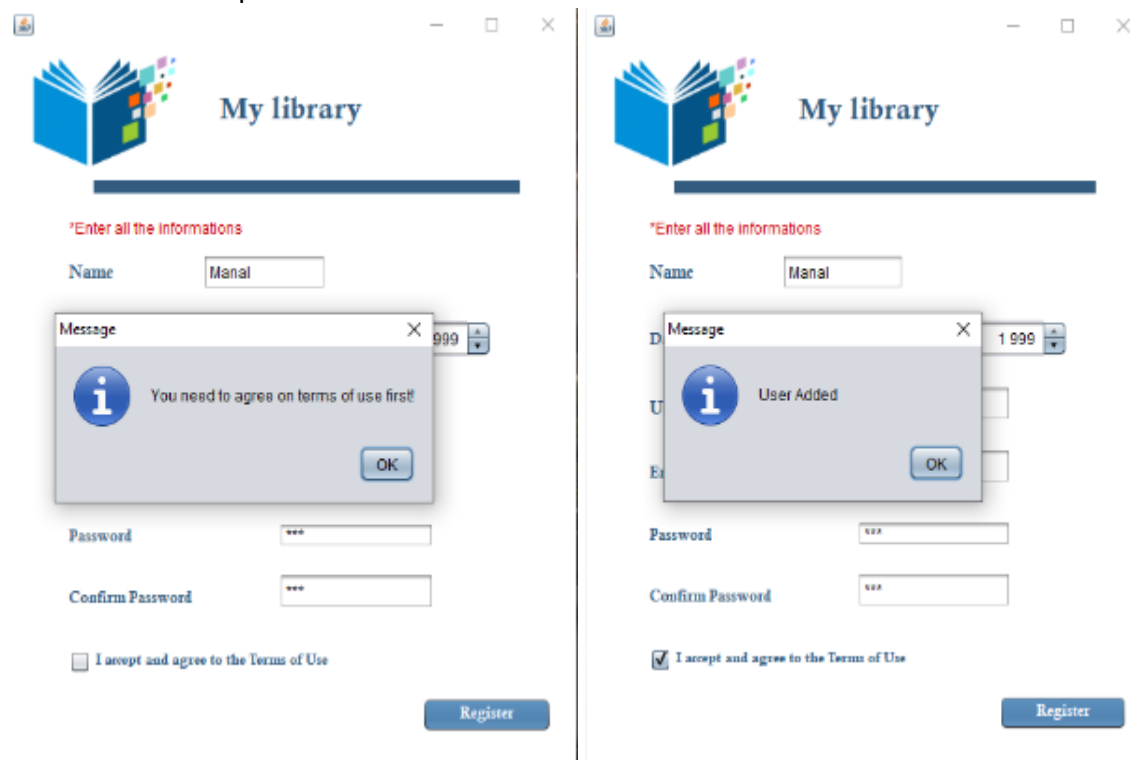 My library
*Enter all the informations
Name Manal
Message
999
You need to agree on terms of use first!
OK
Password ***
Confirm Password ***
I accept and agree to the Terms of Use
Register
My library
*Enter all the informations
Name Manal
D
Message
1 999
User Added
U
OK
Password ***
Confirm Password ***
I accept and agree to the Terms of Use
Register